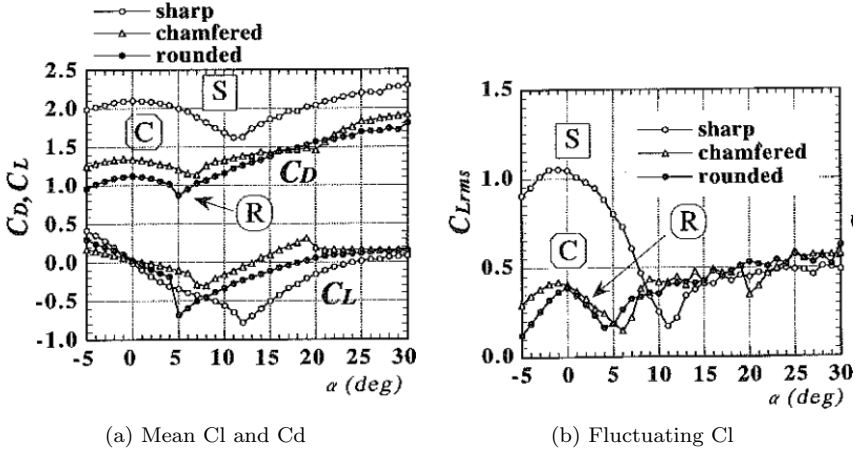 sharp
chamfered
rounded
2.5
2.0
1.5
1.0
0.5
0.0
-0.5
-1.0
C_D, C_L
S
C
C_D
R
C_L
-5 0 5 10 15 20 25 30
α (deg)
(a) Mean Cl and Cd
1.5
1.0
0.5
0.0
C_Lrms
S
sharp
chamfered
rounded
C
R
-5 0 5 10 15 20 25 30
α (deg)
(b) Fluctuating Cl